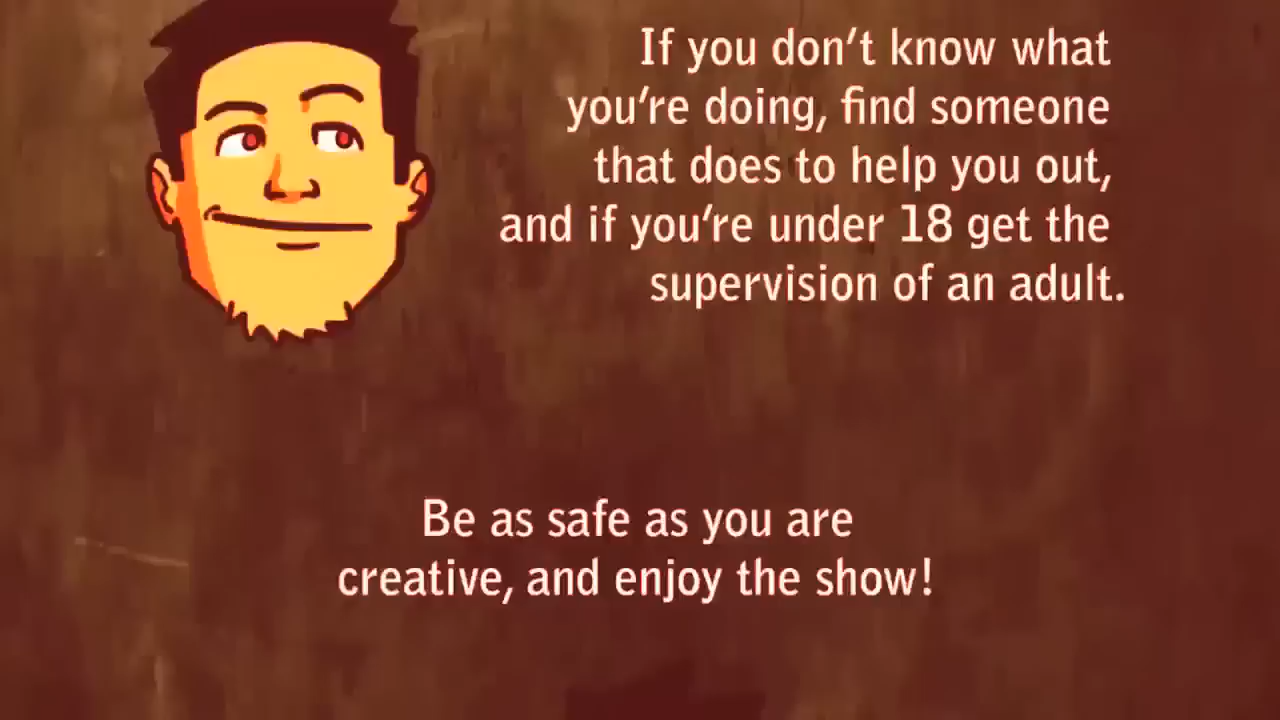 If you don't know what
you're doing, find someone
that does to help you out,
and if you're under 18 get the
supervision of an adult.
Be as safe as you are
creative, and enjoy the show!